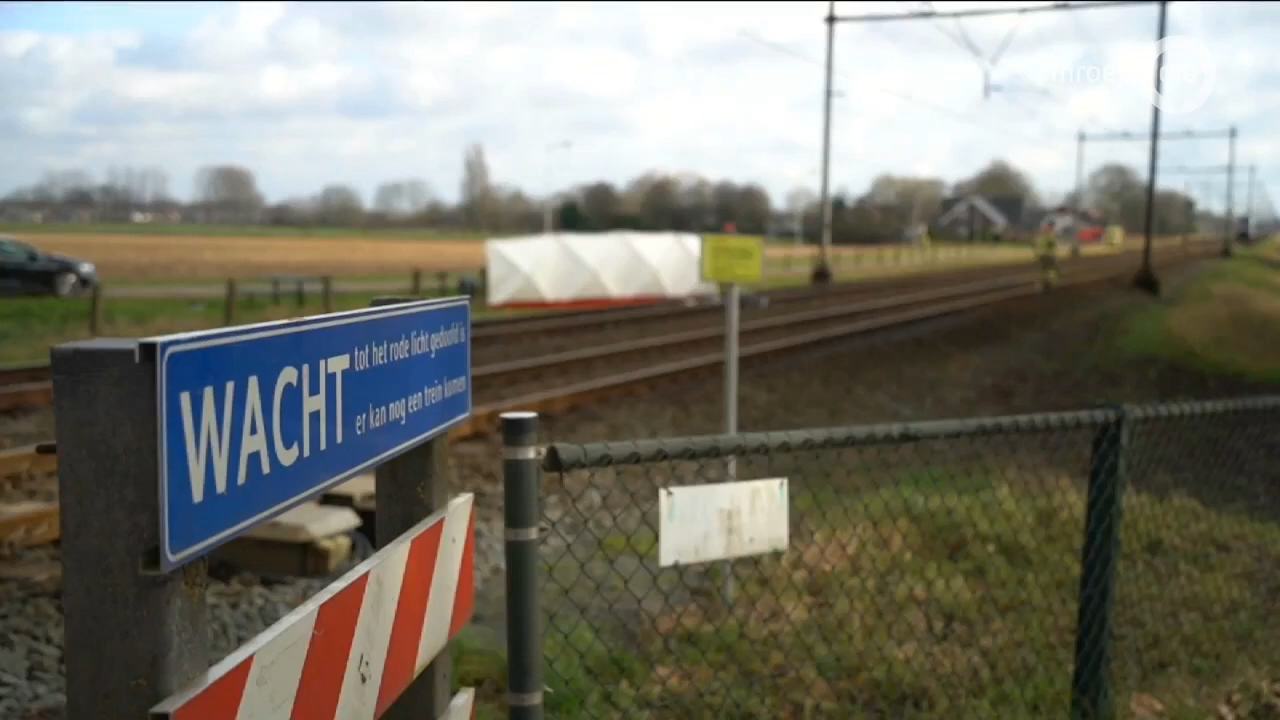 WACHT
tot het rode licht gedoofd is
er kan nog een trein komen